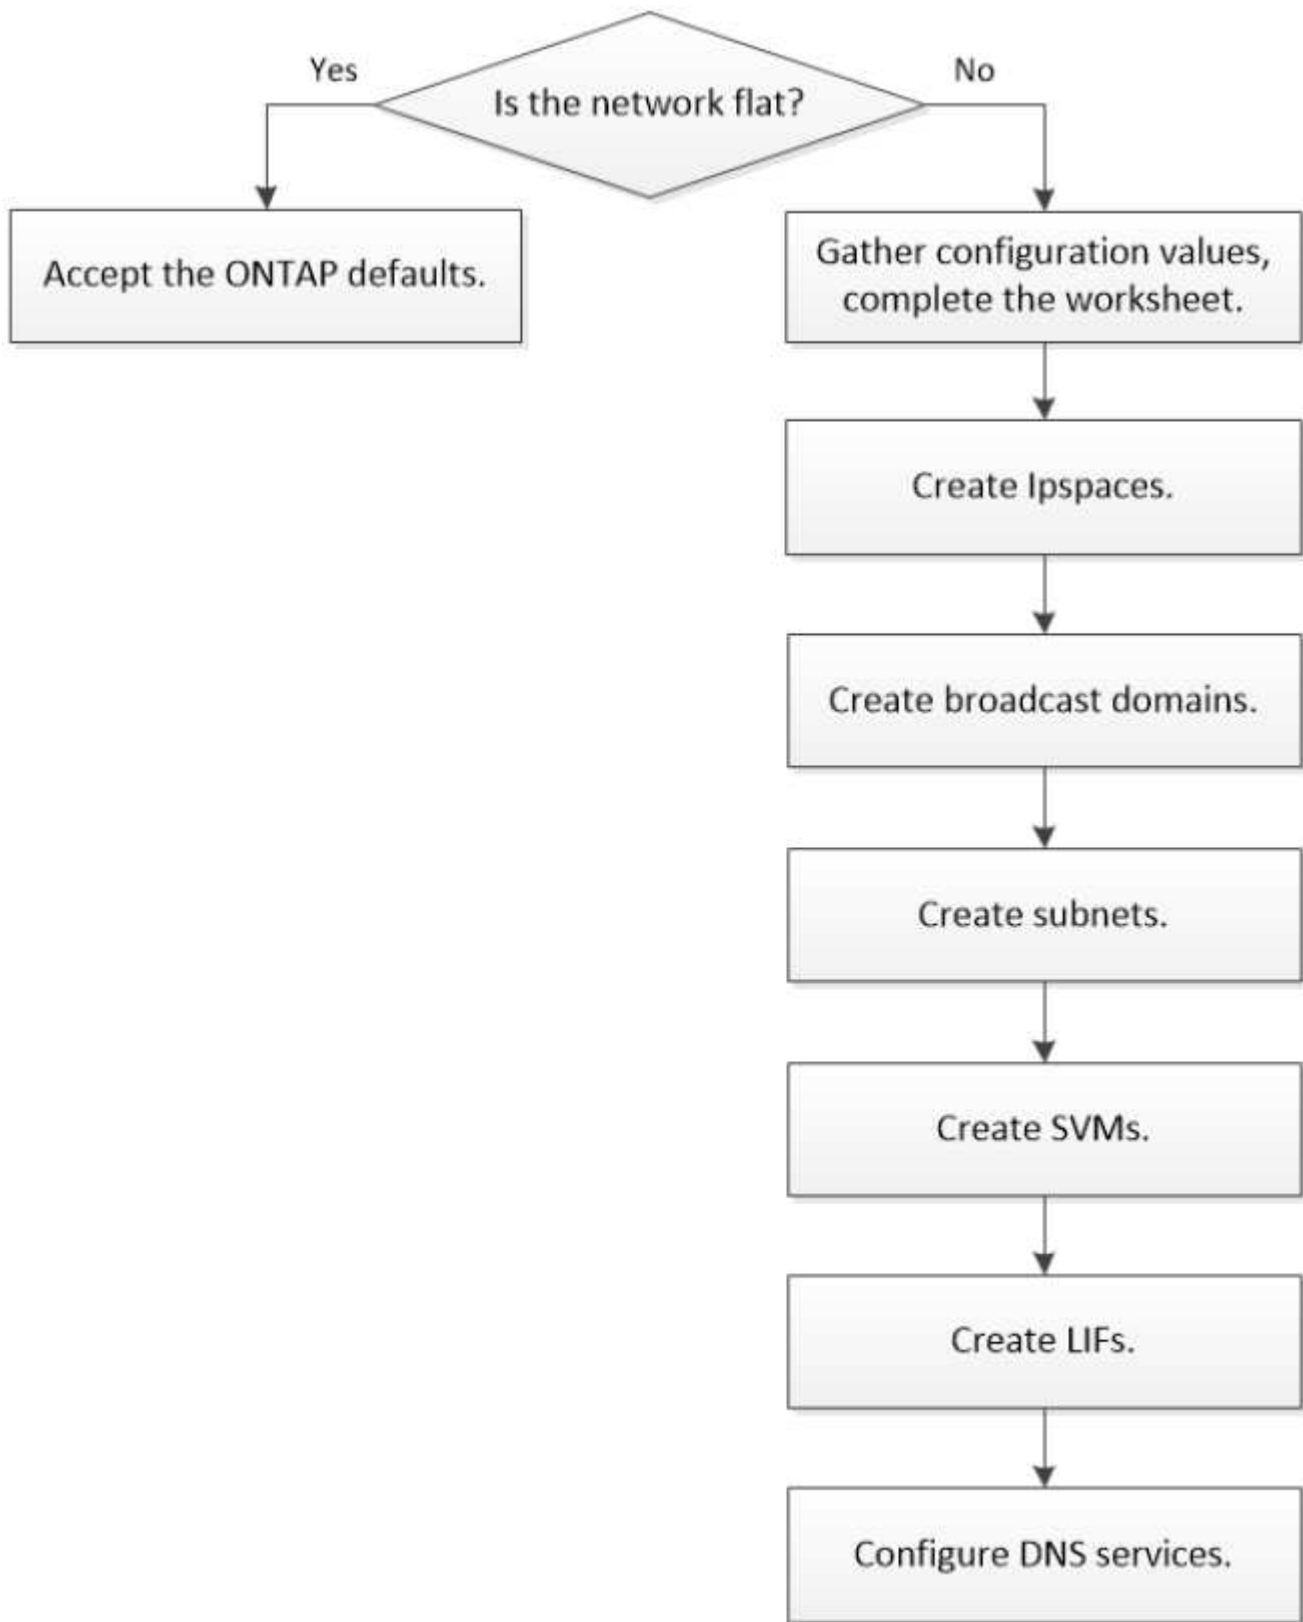 Is the network flat?
Yes
No
Accept the ONTAP defaults.
Gather configuration values,
complete the worksheet.
Create Ipspaces.
Create broadcast domains.
Create subnets.
Create SVMs.
Create LIFs.
Configure DNS services.